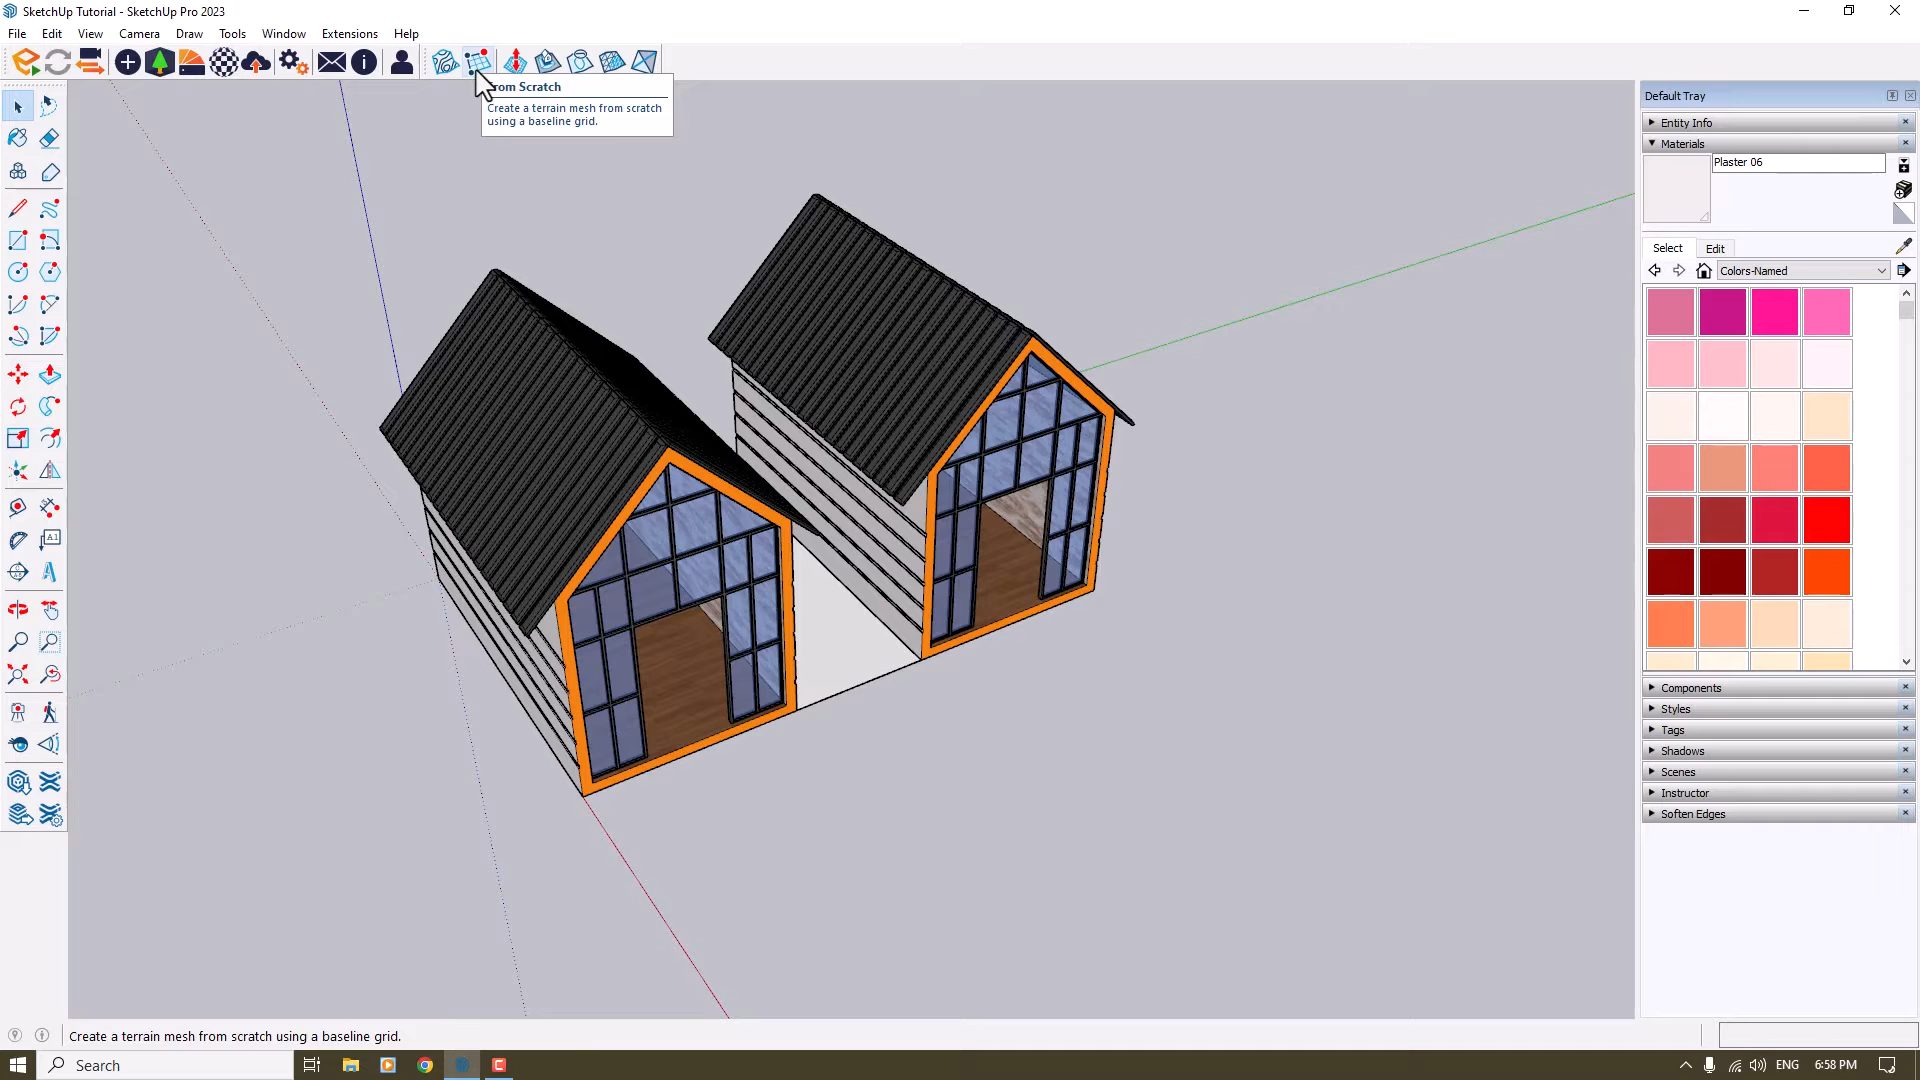 SketchUp Tutorial - SketchUp Pro 2023
File Edit View Camera Draw Tools Window Extensions Help
From Scratch
Create a terrain mesh from scratch
using a baseline grid.
Default Tray
Entity Info
Materials
Plaster 06
Select Edit
Colors-Named
Components
Styles
Tags
Shadows
Scenes
Instructor
Soften Edges
Create a terrain mesh from scratch using a baseline grid.
Search
ENG 6:58 PM